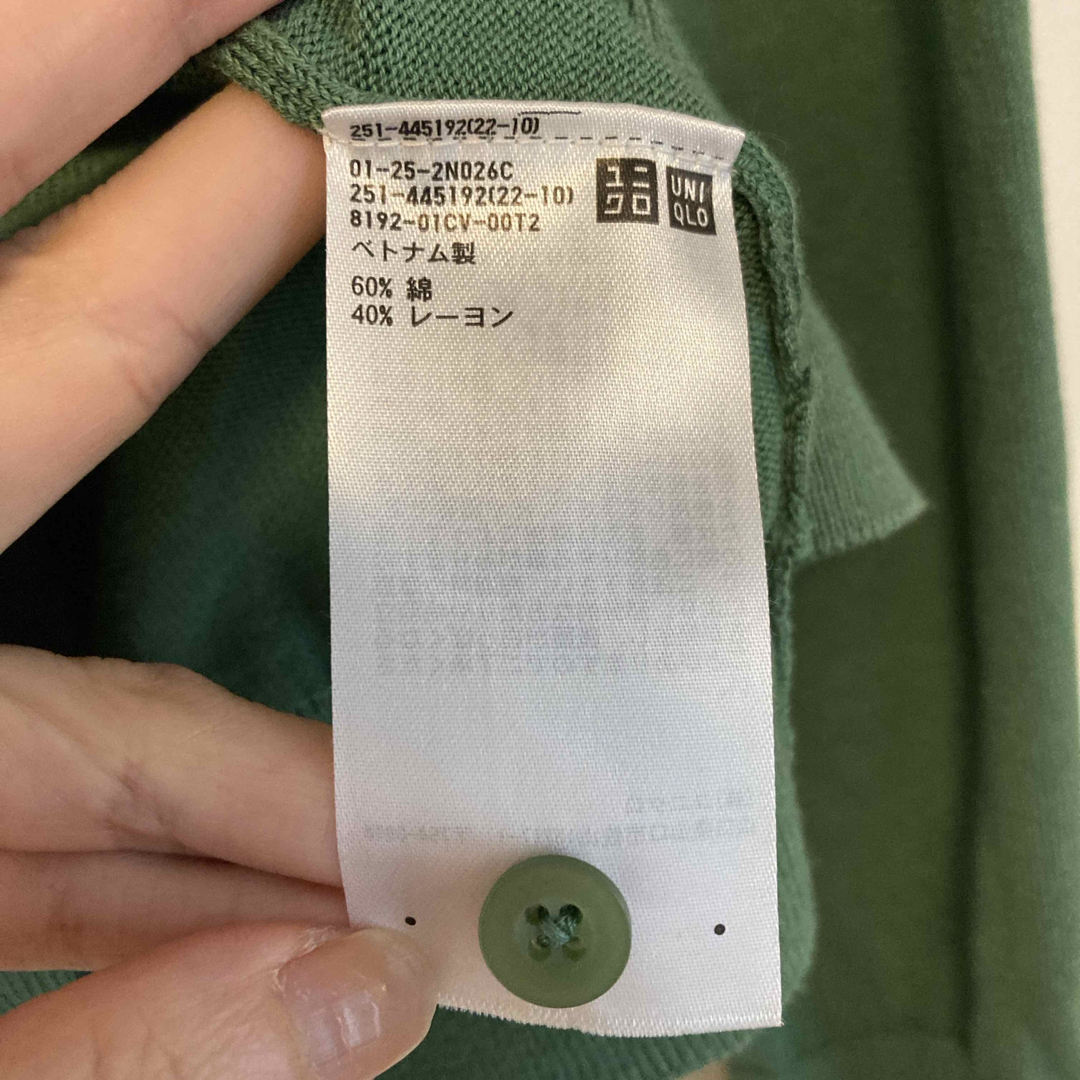 251-445192(22-10)
01-25-2N026C
251-445192(22-10)
8192-01CV-00T2
ユニ
クロ
UNI
QLO
ベトナム製
60% 綿
40% レーヨン